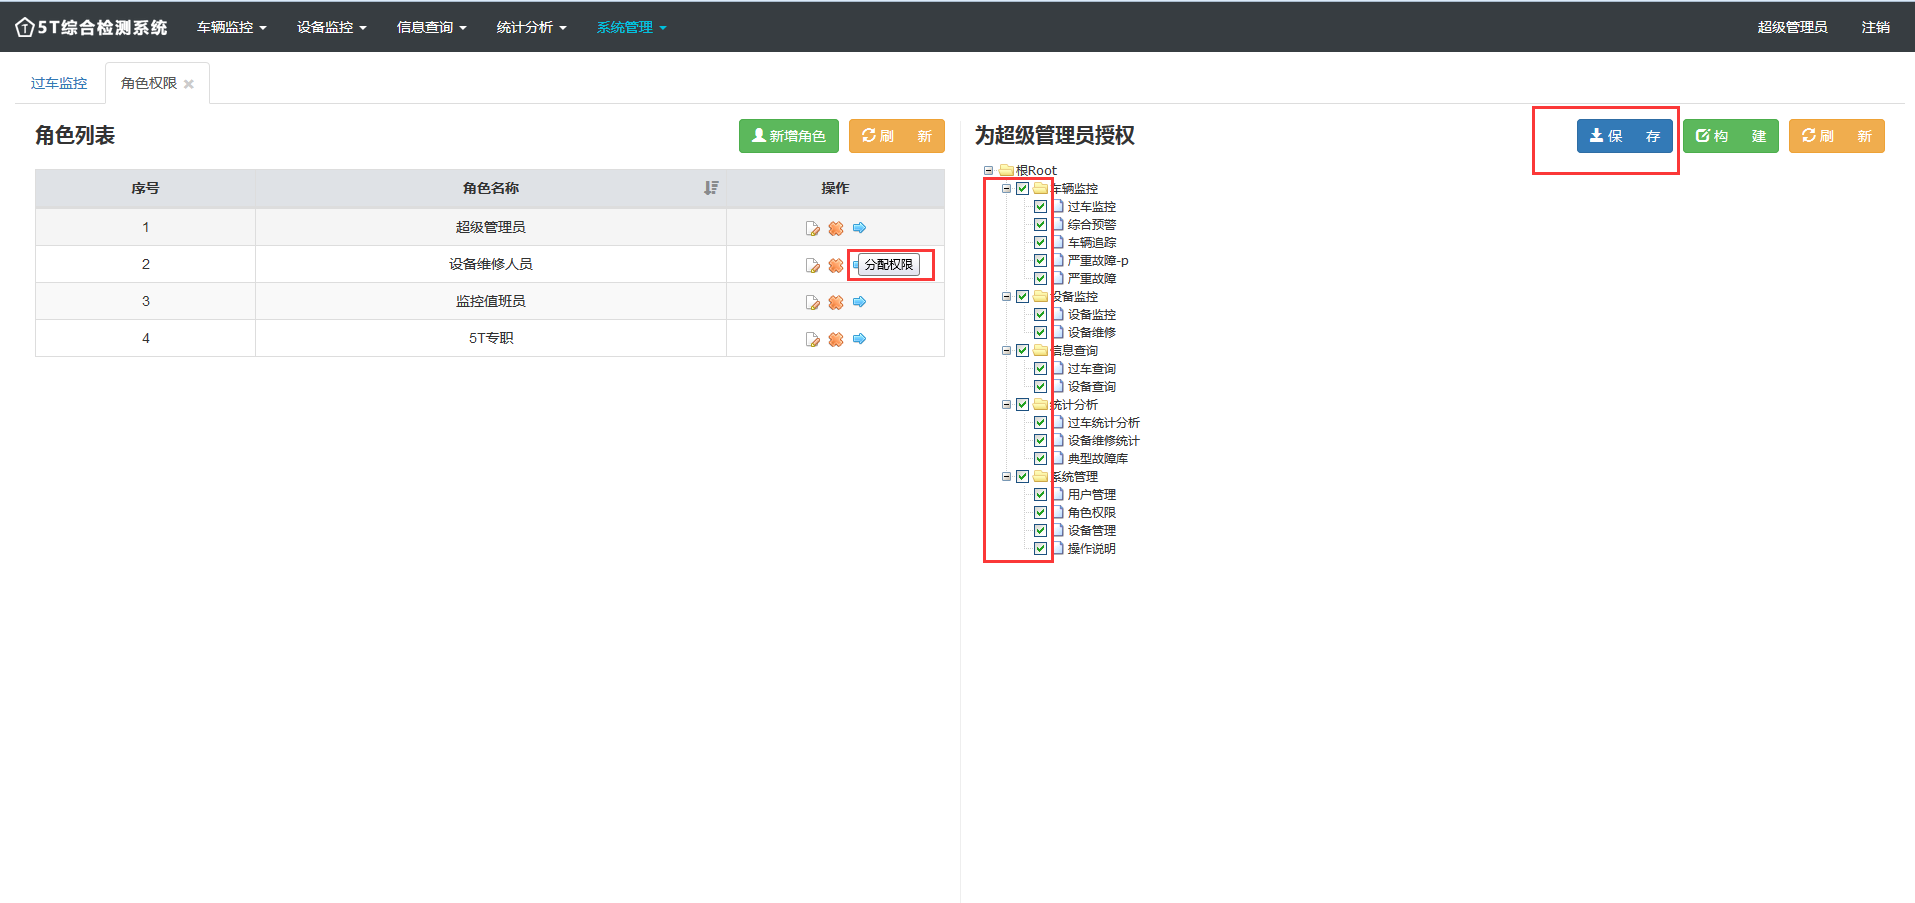 5T综合检测系统 车辆监控 设备监控 信息查询 统计分析 系统管理 超级管理员 注销
过车监控 角色权限
角色列表 新增角色 刷 新
序号 角色名称 操作
1 超级管理员
2 设备维修人员 分配权限
3 监控值班员
4 5T专职
为超级管理员授权 保 存 构 建 刷 新
根Root
车辆监控
过车监控
综合预警
车辆追踪
严重故障-p
严重故障
设备监控
设备监控
设备维修
信息查询
过车查询
设备查询
统计分析
过车统计分析
设备维修统计
典型故障库
系统管理
用户管理
角色权限
设备管理
操作说明